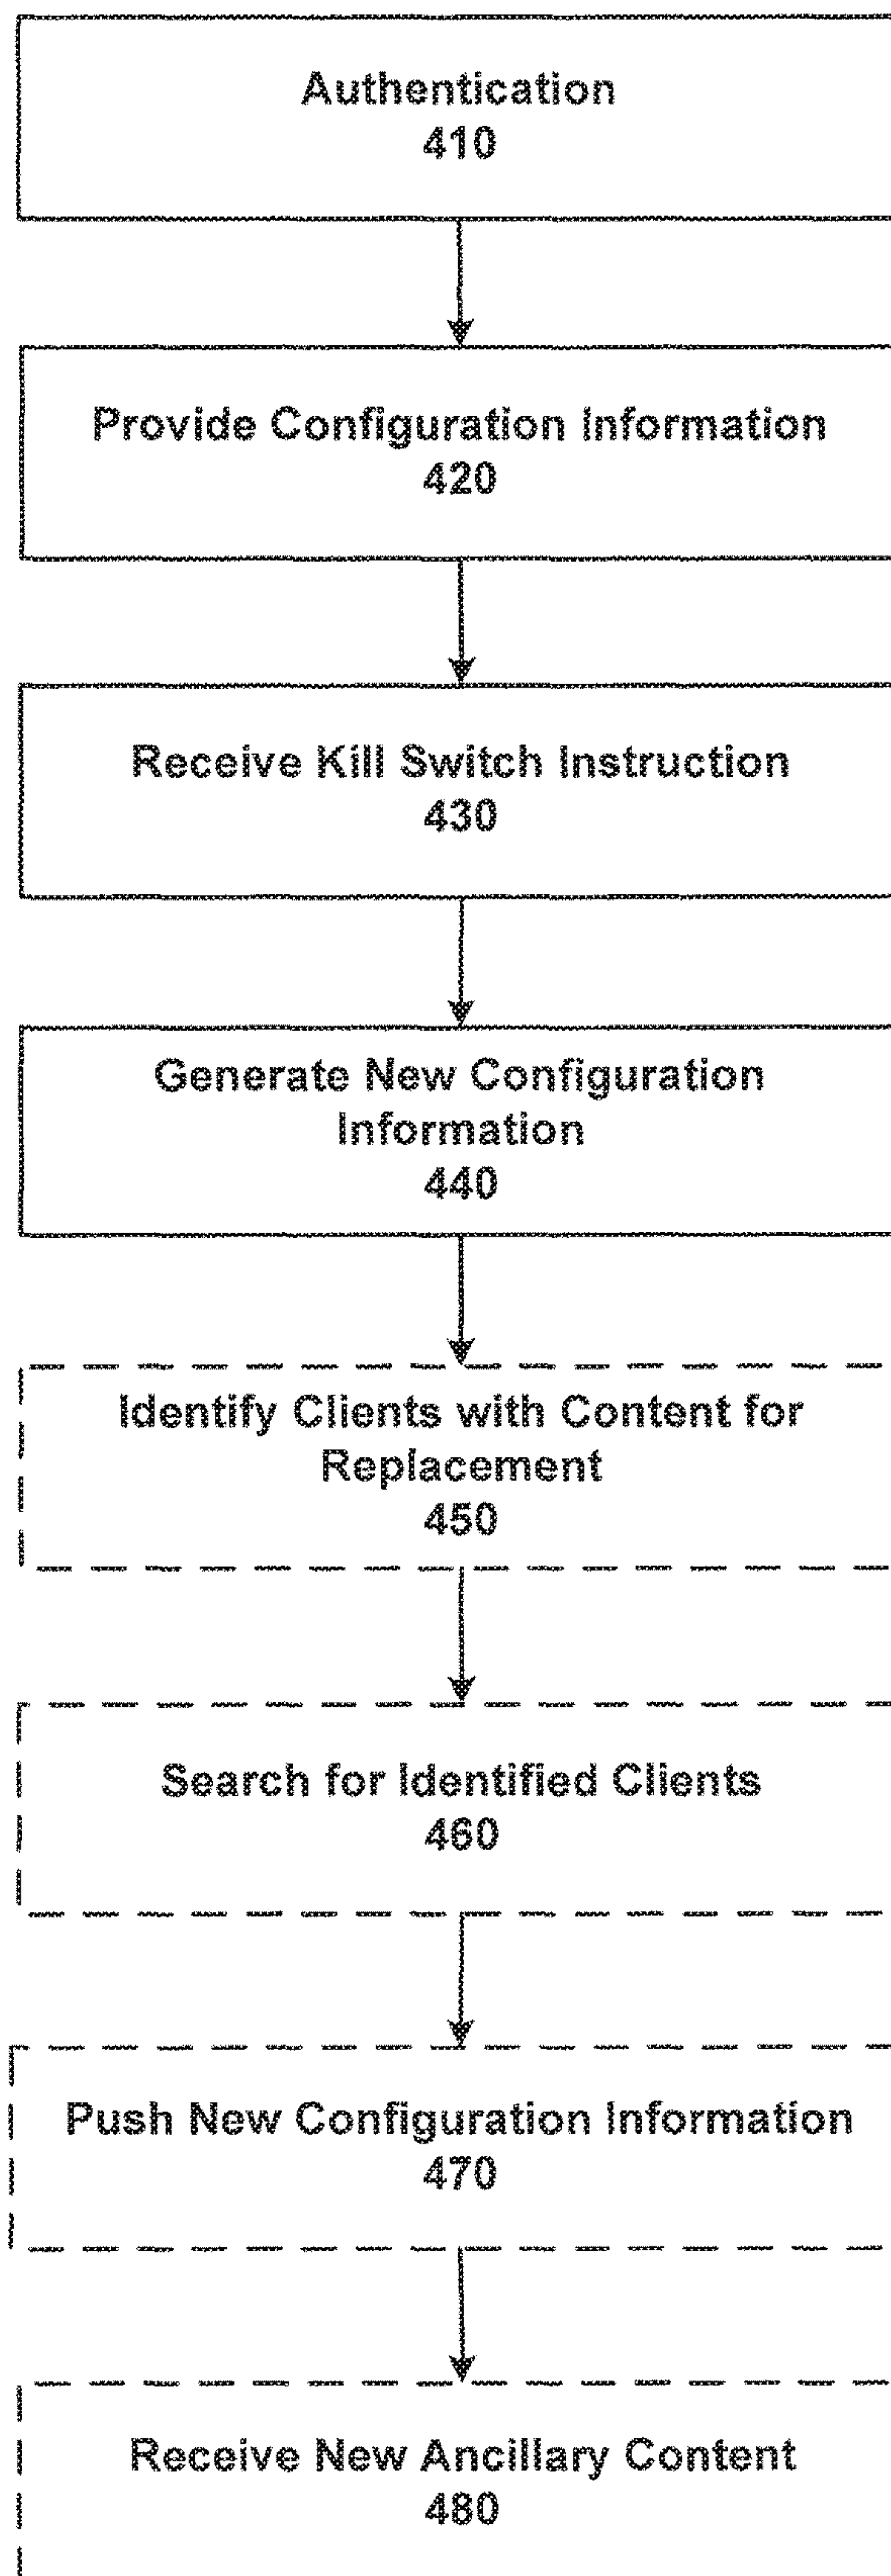 Authentication
410
Provide Configuration Information
420
Receive Kill Switch Instruction
430
Generate New Configuration
Information
440
Identify Clients with Content for
Replacement
450
Search for Identified Clients
460
Push New Configuration Information
470
Receive New Ancillary Content
480